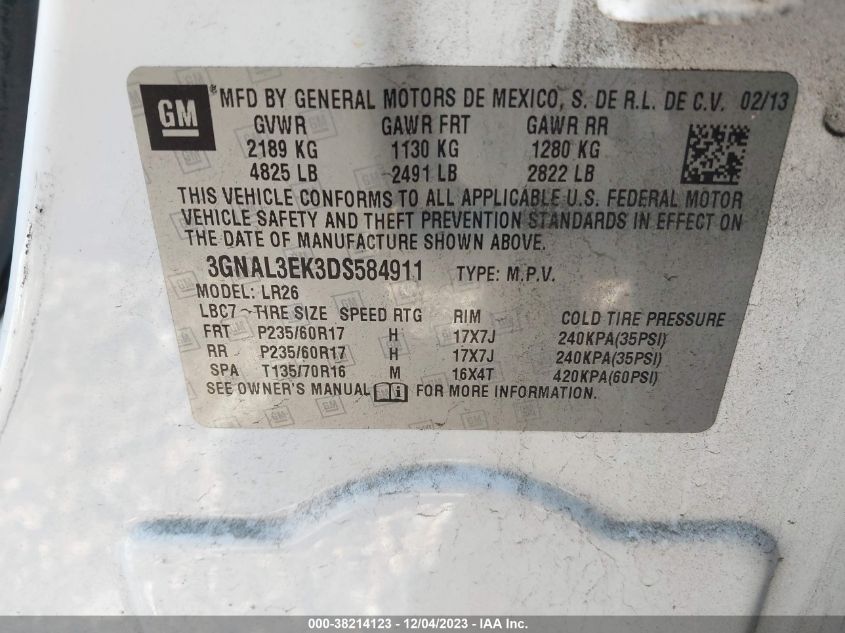 GM MFD BY GENERAL MOTORS DE MEXICO, S. DE R.L. DE C.V. 02/13
GVWR GAWR FRT GAWR RR
2189 KG 1130 KG 1280 KG
4825 LB 2491 LB 2822 LB
THIS VEHICLE CONFORMS TO ALL APPLICABLE U.S. FEDERAL MOTOR
VEHICLE SAFETY AND THEFT PREVENTION STANDARDS IN EFFECT ON
THE DATE OF MANUFACTURE SHOWN ABOVE.
3GNAL3EK3DS584911 TYPE: M.P.V.
MODEL: LR26
LBC7~TIRE SIZE SPEED RTG RIM COLD TIRE PRESSURE
FRT P235/60R17 H 17X7J 240KPA(35PSI)
RR P235/60R17 H 17X7J 240KPA(35PSI)
SPA T135/70R16 M 16X4T 420KPA(60PSI)
SEE OWNER'S MANUAL i FOR MORE INFORMATION.
000-38214123 - 12/04/2023 - IAA Inc.